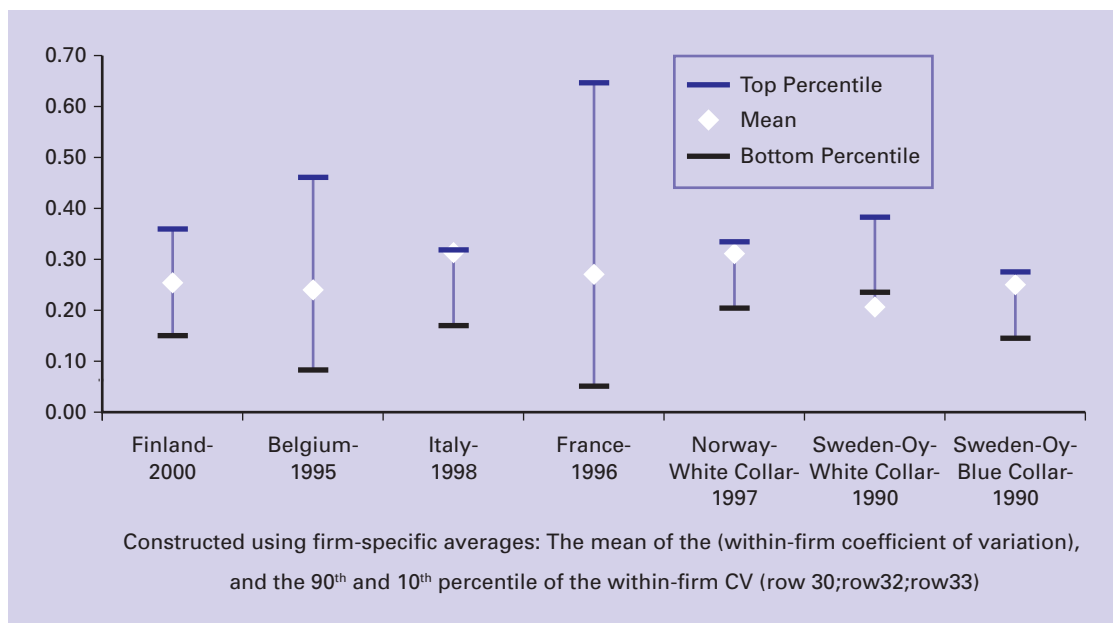 0.70
0.60
0.50
0.40
0.30
0.20
0.10
0.00
Top Percentile
Mean
Bottom Percentile
Finland-
2000
Belgium-
1995
Italy-
1998
France-
1996
Norway-
White Collar-
1997
Sweden-Oy-
White Collar-
1990
Sweden-Oy-
Blue Collar-
1990
Constructed using firm-specific averages: The mean of the (within-firm coefficient of variation),
and the 90th and 10th percentile of the within-firm CV (row 30;row32;row33)